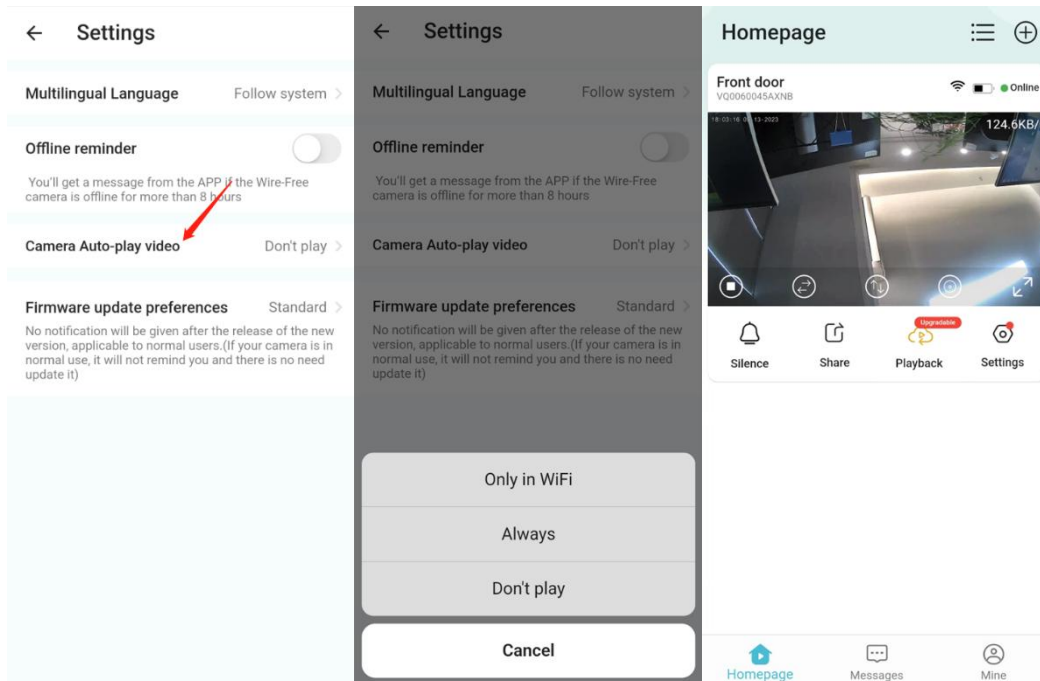 Settings
Multilingual Language
Follow system
Offline reminder
You'll get a message from the APP if the Wire-Free
camera is offline for more than 8 hours
Camera Auto-play video
Don't play
Firmware update preferences
Standard
No notification will be given after the release of the new
version, applicable to normal users.(If your camera is in
normal use, it will not remind you and there is no need
update it)
Settings
Multilingual Language
Follow system
Offline reminder
You'll get a message from the APP if the Wire-Free
camera is offline for more than 8 hours
Camera Auto-play video
Don't play
Firmware update preferences
Standard
No notification will be given after the release of the new
version, applicable to normal users.(If your camera is in
normal use, it will not remind you and there is no need
update it)
Only in WiFi
Always
Don't play
Cancel
Homepage
Front door
VQ0060045AXNB
Online
124.6KB/
Upgradable
Silence
Share
Playback
Settings
Homepage
Messages
Mine